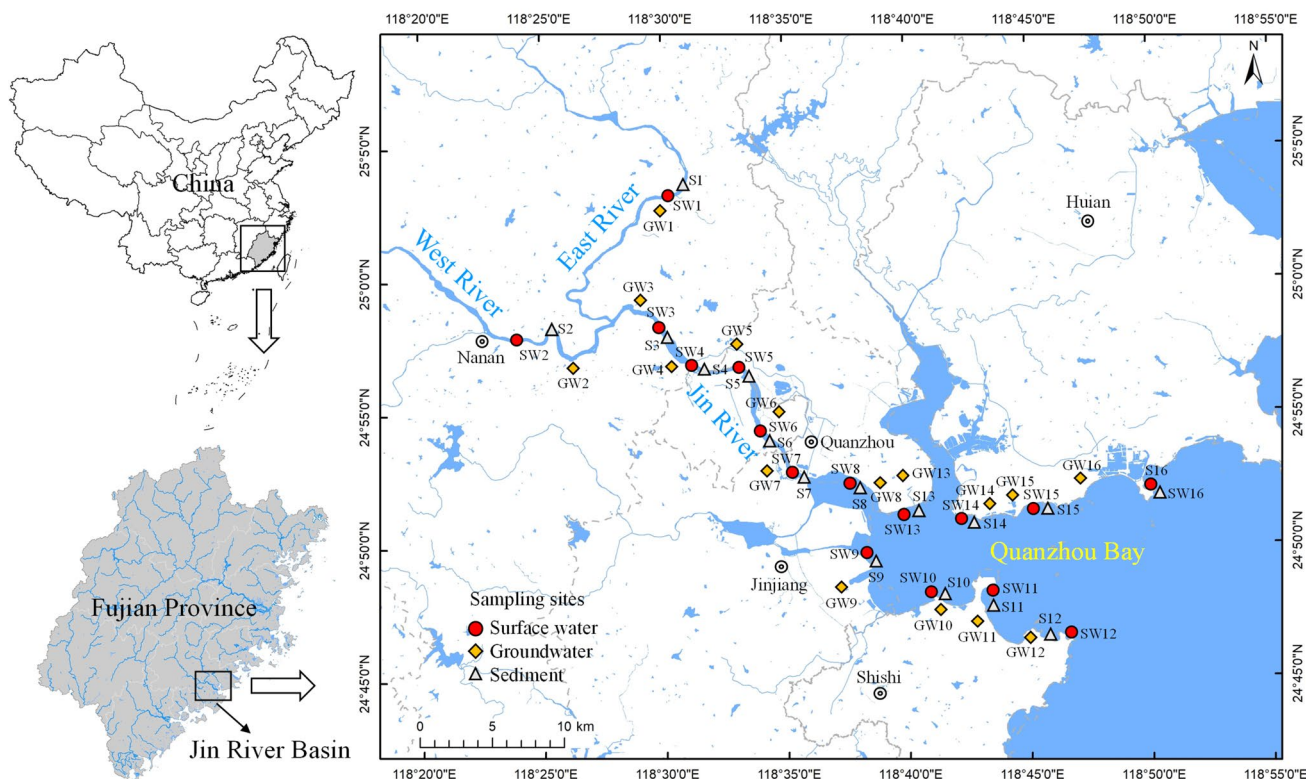 118°20'0"E
118°25'0"E
118°30'0"E
118°35'0"E
118°40'0"E
118°45'0"E
118°50'0"E
118°55'0"E
N
25°5'0"N
25°0'0"N
24°55'0"N
24°50'0"N
24°45'0"N
China
Fujian Province
Jin River Basin
West River
East River
Jin River
S1
SW1
GW1
Huian
GW3
SW3
S2
SW2
Nanan
GW2
S3
SW4
GW4
S4
GW5
SW5
S5
GW6
SW6
S6
Quanzhou
SW7
GW7
S7
SW8
S8
GW8
GW13
S13
SW13
GW14
SW14
S14
GW15
SW15
S15
GW16
S16
SW16
Quanzhou Bay
SW9
S9
Jinjiang
GW9
SW10
S10
GW10
SW11
S11
GW11
S12
SW12
GW12
Shishi
Sampling sites
Surface water
Groundwater
Sediment
0 5 10 km
25°5'0"N
25°0'0"N
24°55'0"N
24°50'0"N
24°45'0"N
118°20'0"E
118°25'0"E
118°30'0"E
118°35'0"E
118°40'0"E
118°45'0"E
118°50'0"E
118°55'0"E